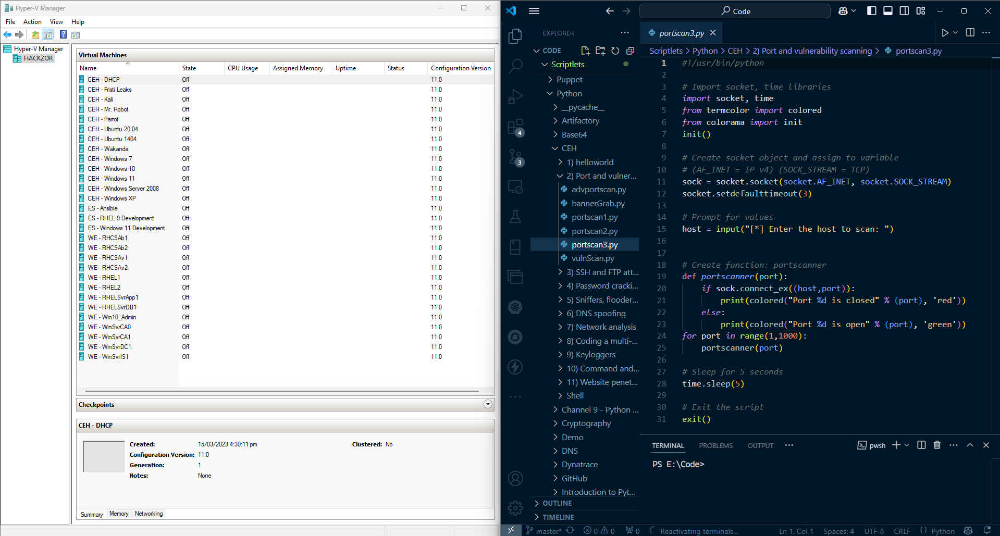 Hyper-V Manager
File Action View Help
Hyper-V Manager
HACKZOR
Virtual Machines
Name State CPU Usage Assigned Memory Uptime Status Configuration Version
CEH - DHCP Off 11.0
CEH - Fristi Leaks Off 11.0
CEH - Kali Off 11.0
CEH - Mr. Robot Off 11.0
CEH - Parrot Off 11.0
CEH - Ubuntu 20.04 Off 11.0
CEH - Ubuntu 1404 Off 11.0
CEH - Wakanda Off 11.0
CEH - Windows 7 Off 11.0
CEH - Windows 10 Off 11.0
CEH - Windows 11 Off 11.0
CEH - Windows Server 2008 Off 11.0
CEH - Windows XP Off 11.0
ES - Ansible Off 11.0
ES - RHEL 9 Development Off 11.0
ES - Windows 11 Development Off 11.0
WE - RHCSAb1 Off 11.0
WE - RHCSAb2 Off 11.0
WE - RHCSAv1 Off 11.0
WE - RHCSAv2 Off 11.0
WE - RHEL1 Off 11.0
WE - RHEL2 Off 11.0
WE - RHELSvrApp1 Off 11.0
WE - RHELSvrDB1 Off 11.0
WE - Win10_Admin Off 11.0
WE - WinSvrCA0 Off 11.0
WE - WinSvrCA1 Off 11.0
WE - WinSvrDC1 Off 11.0
WE - WinSvrIS1 Off 11.0
Checkpoints
CEH - DHCP
Created: 15/03/2023 4:30:11 pm Clustered: No
Configuration Version: 11.0
Generation: 1
Notes: None
Summary Memory Networking
Code
EXPLORER
CODE
Scriptlets
Puppet
Python
__pycache__
Artifactory
Base64
CEH
1) helloworld
2) Port and vulner...
advportscan.py
bannerGrab.py
portscan1.py
portscan2.py
portscan3.py
vulnScan.py
3) SSH and FTP att...
4) Password cracki...
5) Sniffers, flooder...
6) DNS spoofing
7) Network analysis
8) Coding a multi-...
9) Keyloggers
10) Command and...
11) Website penet...
Shell
Channel 9 - Python ...
Cryptography
Demo
DNS
Dynatrace
GitHub
Introduction to Pyt...
OUTLINE
TIMELINE
4
3
portscan3.py
Scriptlets > Python > CEH > 2) Port and vulnerability scanning > portscan3.py
1 #!/usr/bin/python
2
3 # Import socket, time libraries
4 import socket, time
5 from termcolor import colored
6 from colorama import init
7 init()
8
9 # Create socket object and assign to variable
10 # (AF_INET = IP v4) (SOCK_STREAM = TCP)
11 sock = socket.socket(socket.AF_INET, socket.SOCK_STREAM)
12 socket.setdefaulttimeout(3)
13
14 # Prompt for values
15 host = input("[*] Enter the host to scan: ")
16
17
18 # Create function: portscanner
19 def portscanner(port):
20 if sock.connect_ex((host,port)):
21 print(colored("Port %d is closed" % (port), 'red'))
22 else:
23 print(colored("Port %d is open" % (port), 'green'))
24 for port in range(1,1000):
25 portscanner(port)
26
27 # Sleep for 5 seconds
28 time.sleep(5)
29
30 # Exit the script
31 exit()
TERMINAL PROBLEMS OUTPUT ... pwsh
PS E:\Code>
master* 0 0 0 Reactivating terminals... Ln 1, Col 1 Spaces: 4 UTF-8 CRLF {} Python